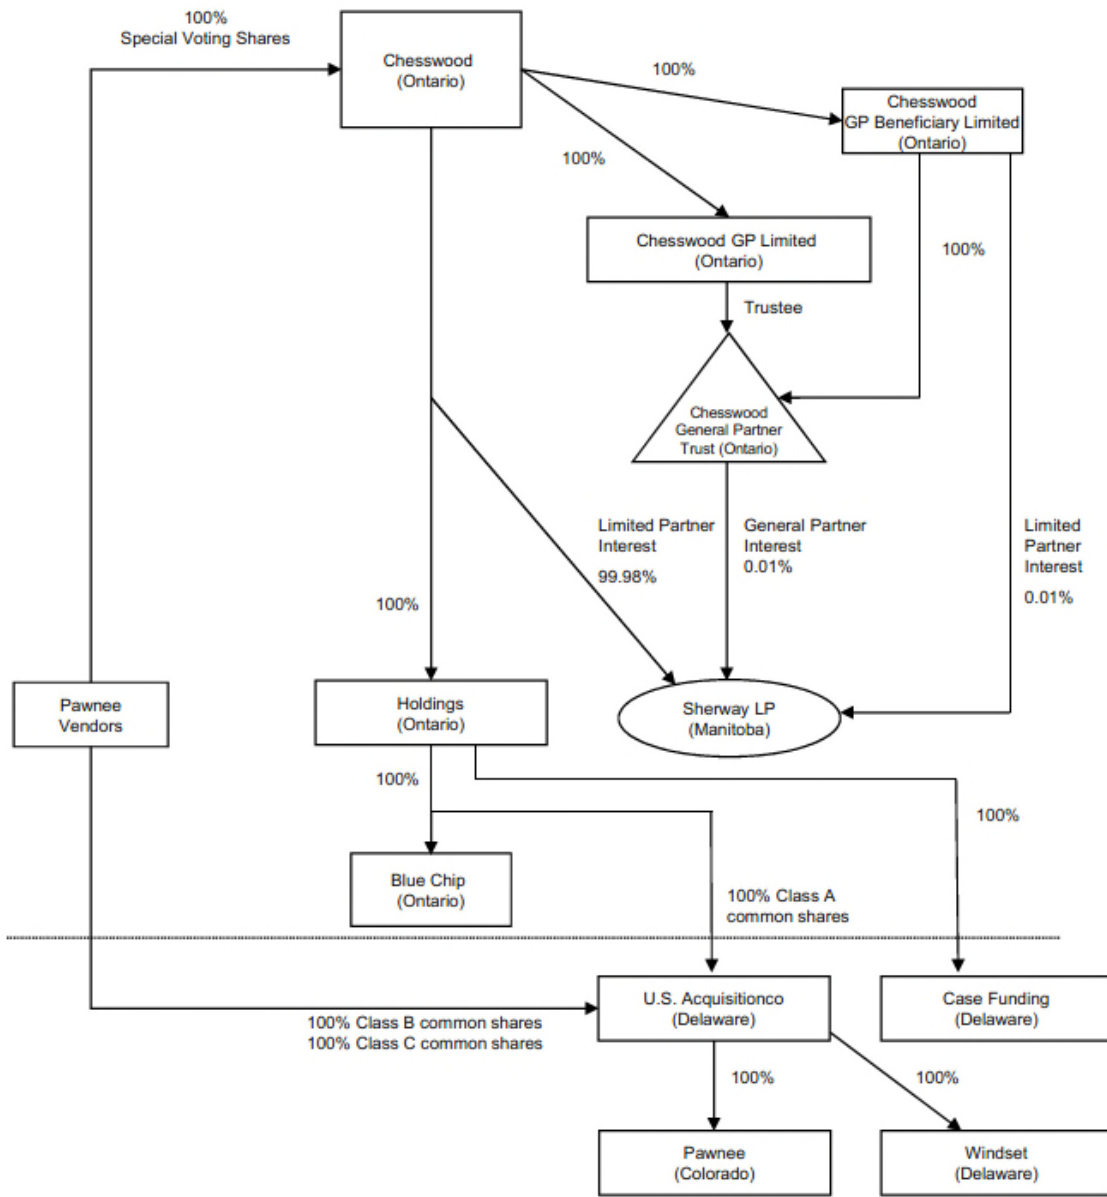 100%
Special Voting Shares
Chesswood
(Ontario)
100%
Chesswood
GP Beneficiary Limited
(Ontario)
100%
Chesswood GP Limited
(Ontario)
100%
Trustee
Chesswood
General Partner
Trust (Ontario)
Limited Partner
Interest
99.98%
General Partner
Interest
0.01%
Limited
Partner
Interest
0.01%
100%
Pawnee
Vendors
Holdings
(Ontario)
Sherway LP
(Manitoba)
100%
100%
Blue Chip
(Ontario)
100% Class A
common shares
U.S. Acquisitionco
(Delaware)
Case Funding
(Delaware)
100% Class B common shares
100% Class C common shares
100%
100%
Pawnee
(Colorado)
Windset
(Delaware)